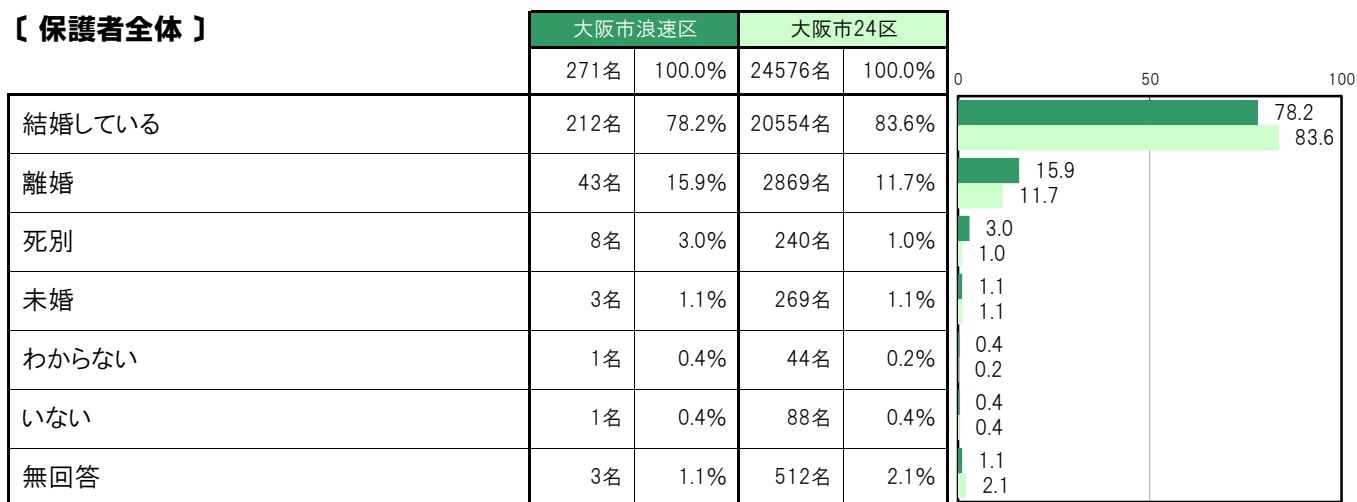 〔 保護者全体 〕
大阪市浪速区 大阪市24区
271名 100.0% 24576名 100.0%
0 50 100
結婚している 212名 78.2% 20554名 83.6%
78.2
83.6
離婚 43名 15.9% 2869名 11.7%
15.9
11.7
死別 8名 3.0% 240名 1.0%
3.0
1.0
未婚 3名 1.1% 269名 1.1%
1.1
1.1
わからない 1名 0.4% 44名 0.2%
0.4
0.2
いない 1名 0.4% 88名 0.4%
0.4
0.4
無回答 3名 1.1% 512名 2.1%
1.1
2.1